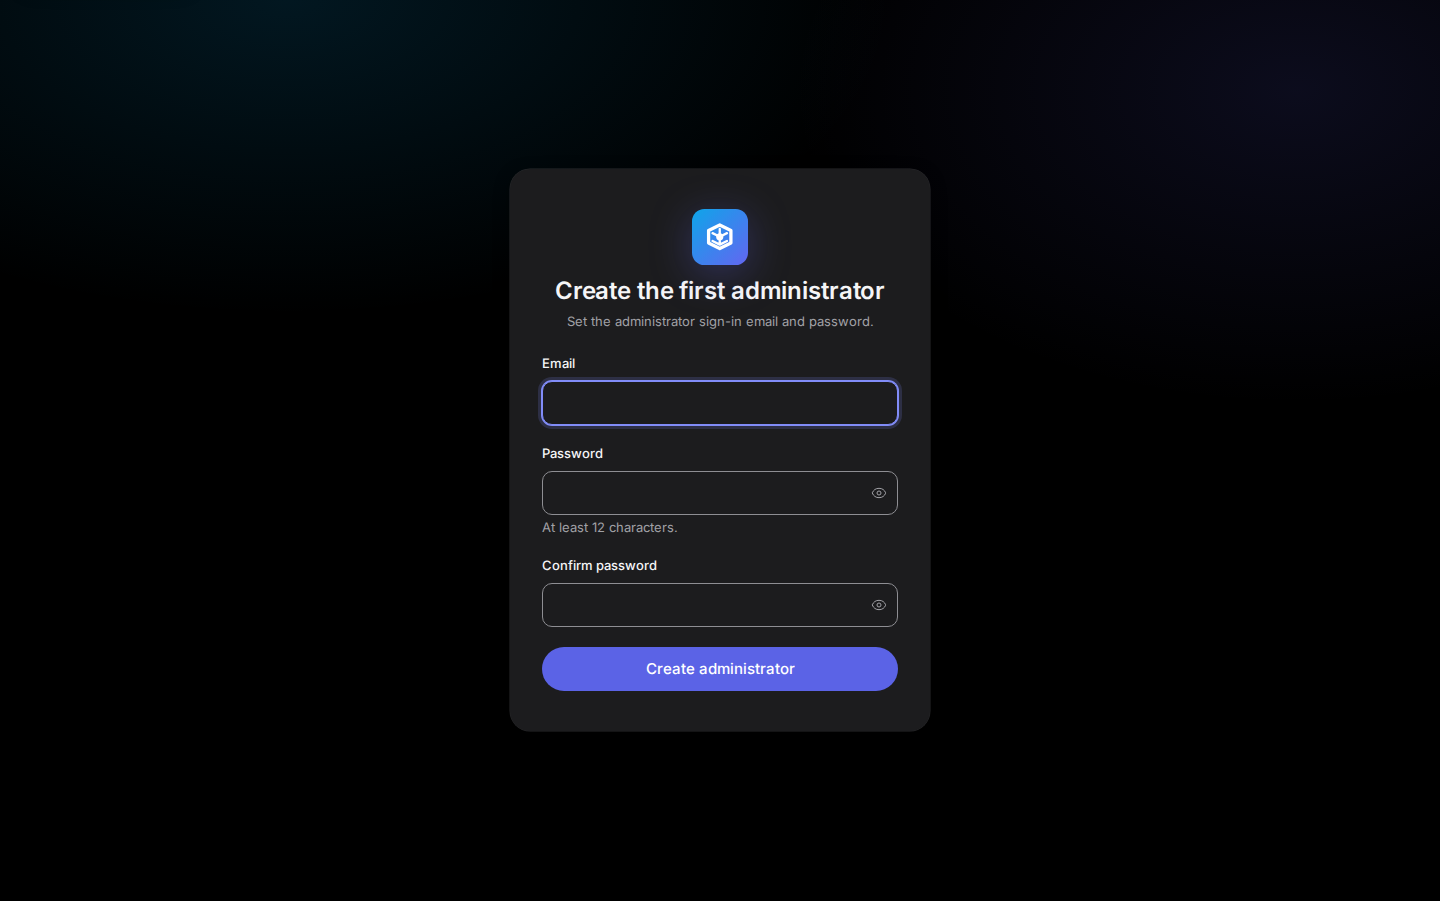 Create the first administrator
Set the administrator sign-in email and password.
Email
Password
At least 12 characters.
Confirm password
Create administrator